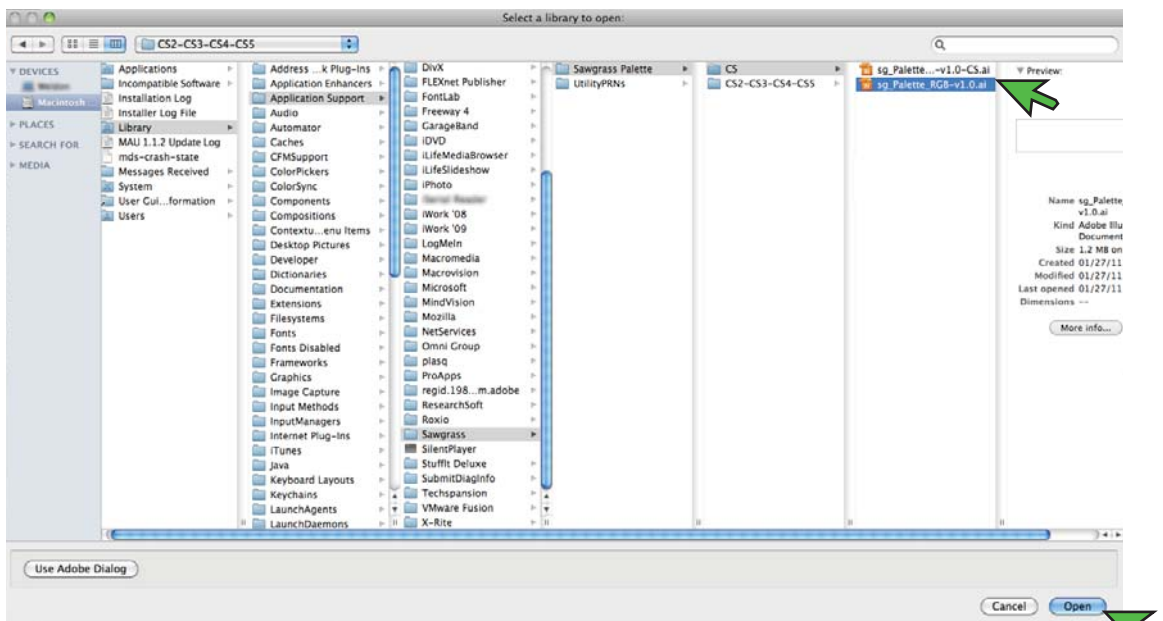 Select a library to open:
CS2-CS3-CS4-CS5
DEVICES
Macintosh
PLACES
SEARCH FOR
MEDIA
Applications
Incompatible Software
Installation Log
Installer Log File
Library
MAU 1.1.2 Update Log
mds-crash-state
Messages Received
System
User Gui...formation
Users
Address ...k Plug-Ins
Application Enhancers
Application Support
Audio
Automator
Caches
CFMSupport
ColorPickers
ColorSync
Components
Compositions
Contextu...enu Items
Desktop Pictures
Developer
Dictionaries
Documentation
Extensions
Filesystems
Fonts
Fonts Disabled
Frameworks
Graphics
Image Capture
Input Methods
InputManagers
Internet Plug-Ins
iTunes
Java
Keyboard Layouts
Keychains
LaunchAgents
LaunchDaemons
DivX
FLEXnet Publisher
FontLab
Freeway 4
GarageBand
iDVD
iLifeMediaBrowser
iLifeSlideshow
iPhoto
iWork '08
iWork '09
LogMeIn
Macromedia
Macrovision
Microsoft
MindVision
Mozilla
NetServices
Omni Group
plasq
ProApps
regid.198...m.adobe
ResearchSoft
Roxio
Sawgrass
SilentPlayer
StuffIt Deluxe
SubmitDiagInfo
Techspansion
VMware Fusion
X-Rite
Sawgrass Palette
UtilityPRNs
CS
CS2-CS3-CS4-CS5
sg_Palette...-v1.0-CS.ai
sg_Palette_RGB-v1.0.ai
Preview:
Name sg_Palette
v1.0.ai
Kind Adobe Illu
Document
Size 1.2 MB on
Created 01/27/11
Modified 01/27/11
Last opened 01/27/11
Dimensions --
More info...
Use Adobe Dialog
Cancel
Open